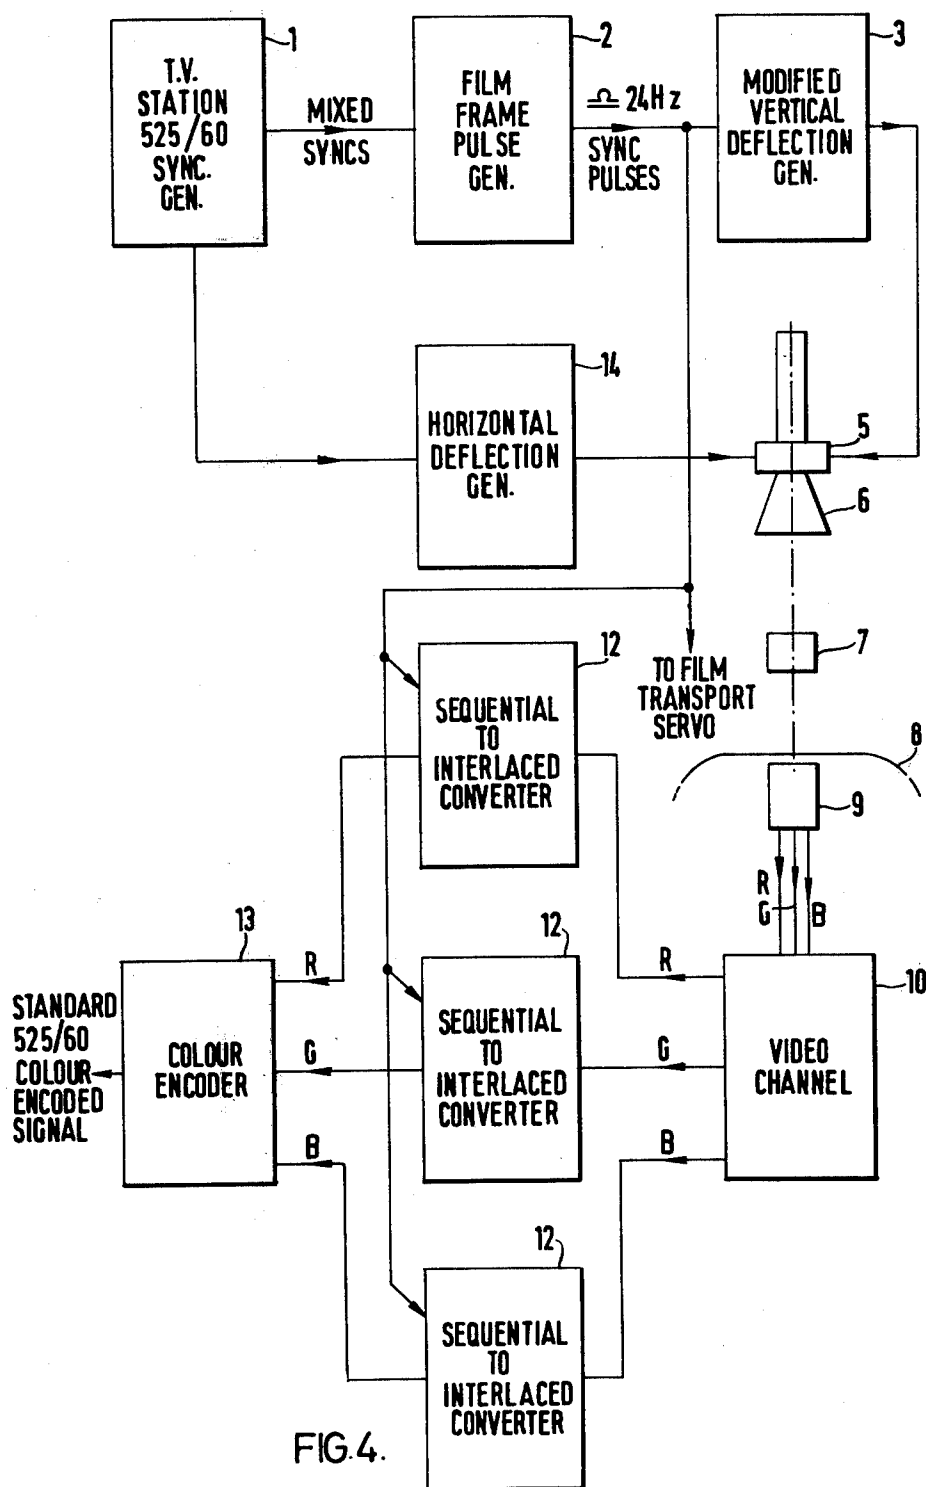 1
T.V.
STATION
525/60
SYNC.
GEN.
MIXED
SYNCS
2
FILM
FRAME
PULSE
GEN.
≏ 24Hz
SYNC
PULSES
3
MODIFIED
VERTICAL
DEFLECTION
GEN.
14
HORIZONTAL
DEFLECTION
GEN.
5
6
7
TO FILM
TRANSPORT
SERVO
8
9
R
G
B
12
SEQUENTIAL
TO
INTERLACED
CONVERTER
13
COLOUR
ENCODER
R
G
B
STANDARD
525/60
COLOUR
ENCODED
SIGNAL
12
SEQUENTIAL
TO
INTERLACED
CONVERTER
R
G
B
10
VIDEO
CHANNEL
12
SEQUENTIAL
TO
INTERLACED
CONVERTER
FIG.4.